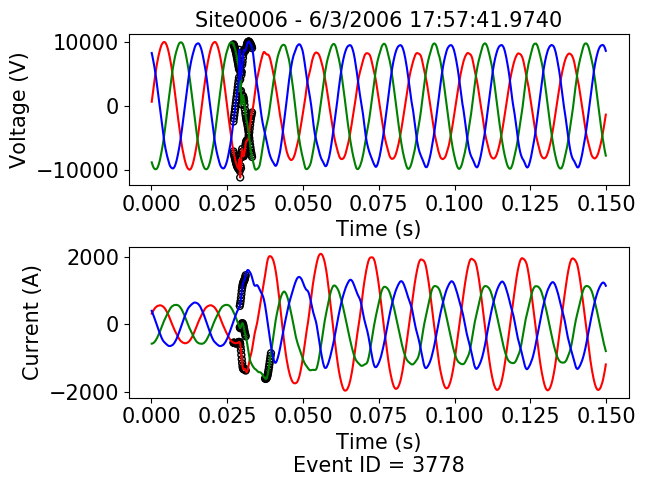 Site0006 - 6/3/2006 17:57:41.9740
Voltage (V)
10000
0
−10000
0.000 0.025 0.050 0.075 0.100 0.125 0.150
Time (s)
Current (A)
2000
0
−2000
0.000 0.025 0.050 0.075 0.100 0.125 0.150
Time (s)
Event ID = 3778